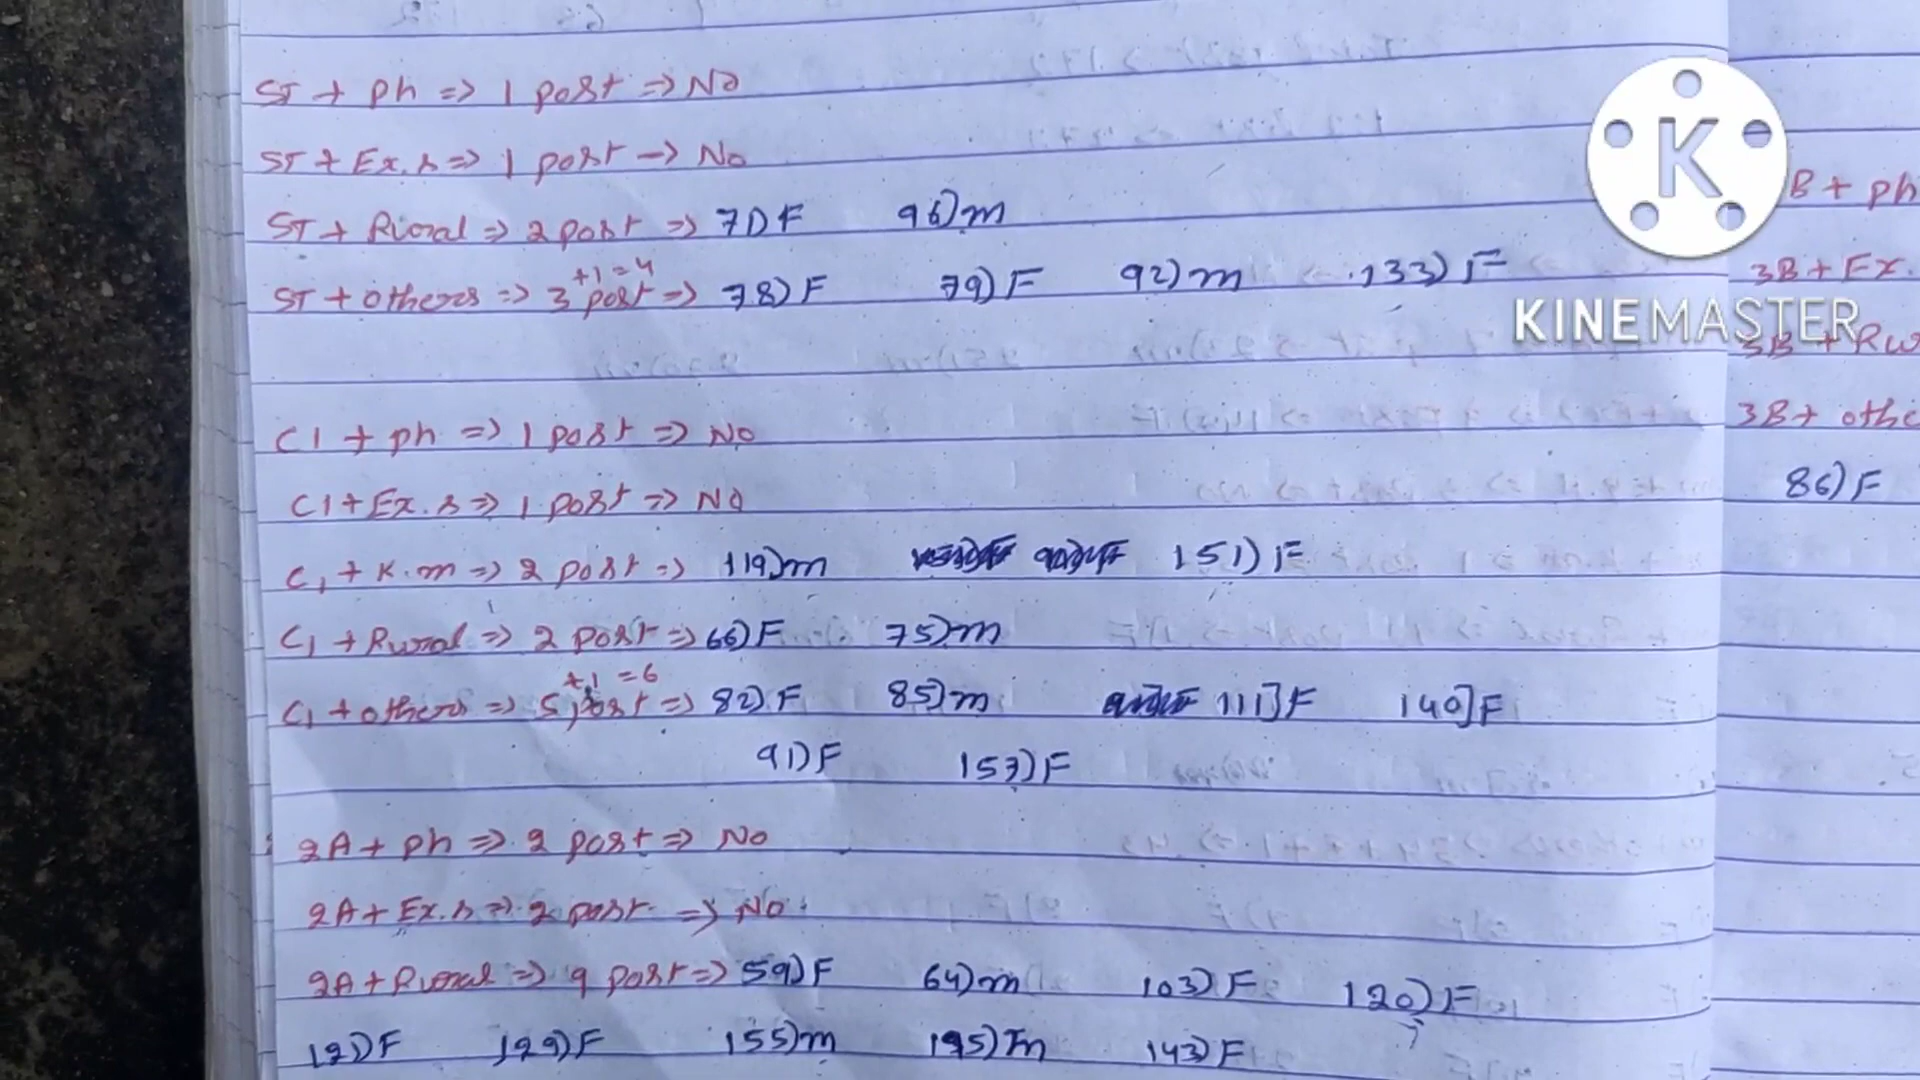 ST + Ph => 1 post => No
ST + Ex.s => 1 post -> No
ST + Rural => 2 post => 71) F 96) m
+1 = 4
ST + others => 3 post => 78) F 79) F 92) m 133) F
C1 + ph => 1 post => No
C1 + Ex.s => 1 post => No
C1 + K.m => 2 post => 119) m 151) F
C1 + Rural => 2 post => 66) F 75) m
+1 = 6
C1 + others => 5 post => 82) F 85) m 111] F 140] F
91) F 153) F
2A + ph => 2 post => No
2A + Ex.s => 2 post => No
2A + Rural => 9 post => 59) F 64) m 103) F 120) F
121) F 129) F 155) m 195) m 143) F
B + ph
3B + Ex.
3B + Ru
3B + othe
86) F
K
KINEMASTER